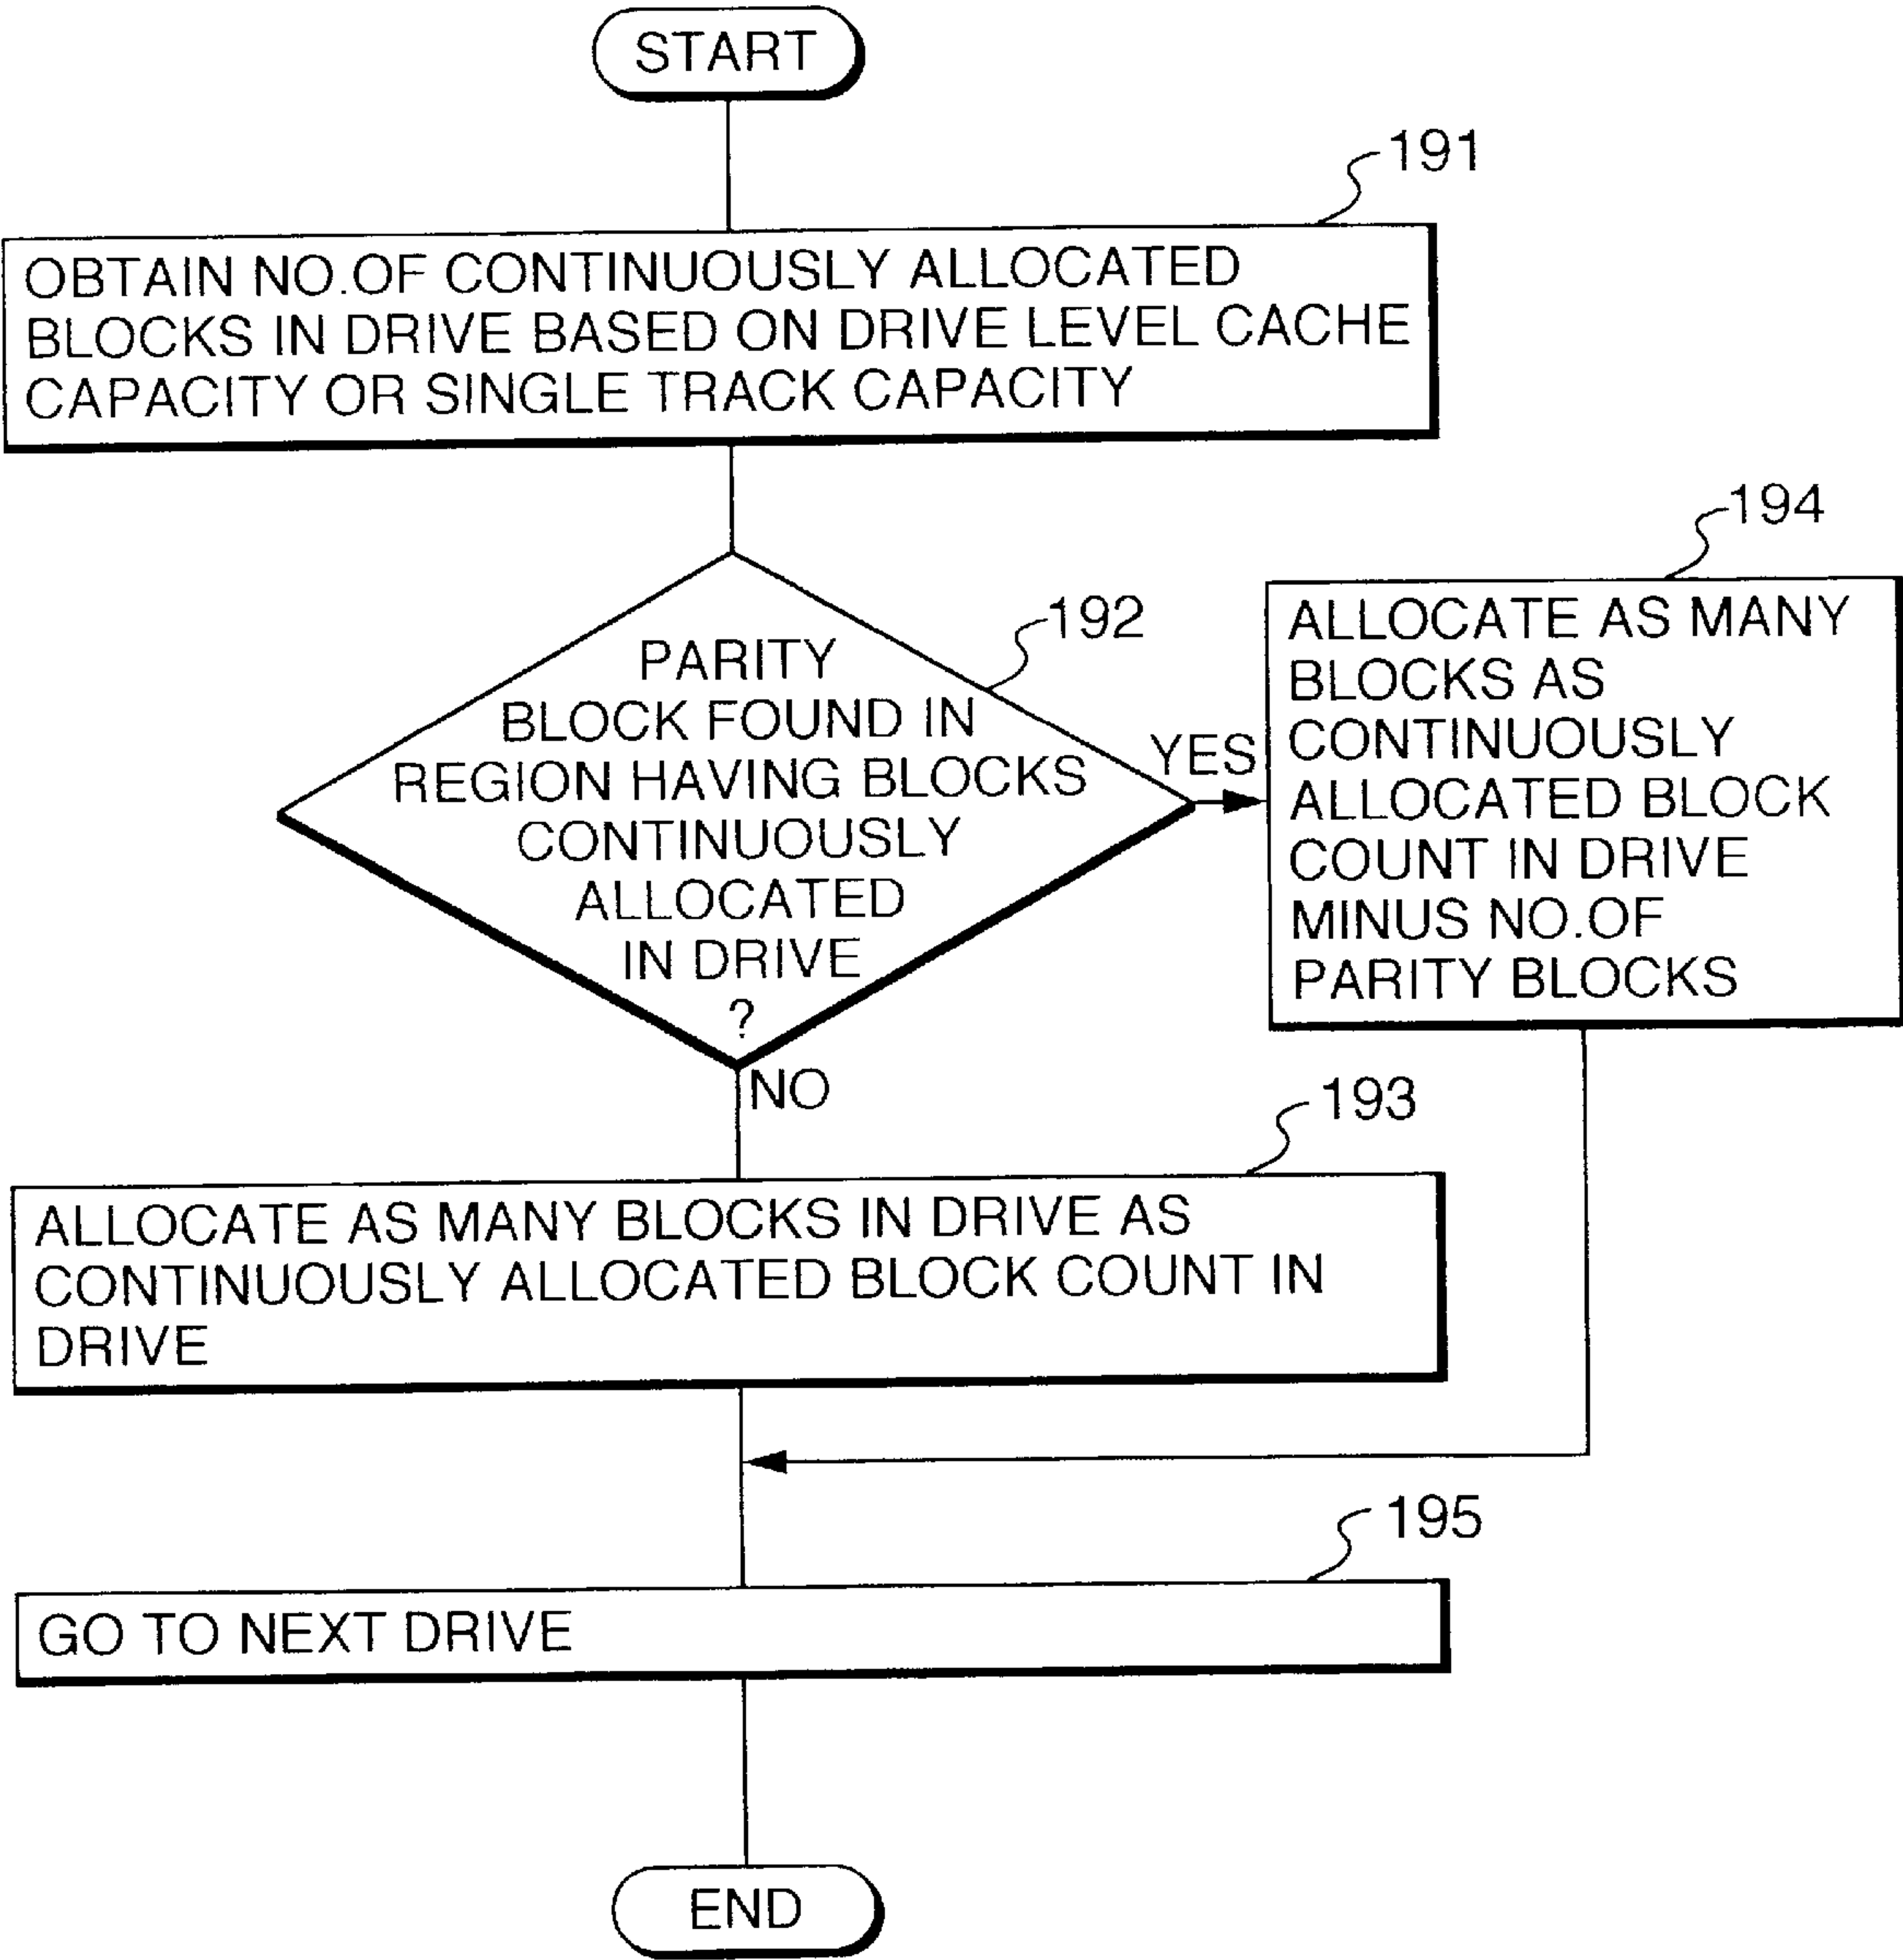 START
191
OBTAIN NO.OF CONTINUOUSLY ALLOCATED
BLOCKS IN DRIVE BASED ON DRIVE LEVEL CACHE
CAPACITY OR SINGLE TRACK CAPACITY
192
PARITY
BLOCK FOUND IN
REGION HAVING BLOCKS
CONTINUOUSLY
ALLOCATED
IN DRIVE
?
YES
194
ALLOCATE AS MANY
BLOCKS AS
CONTINUOUSLY
ALLOCATED BLOCK
COUNT IN DRIVE
MINUS NO.OF
PARITY BLOCKS
NO
193
ALLOCATE AS MANY BLOCKS IN DRIVE AS
CONTINUOUSLY ALLOCATED BLOCK COUNT IN
DRIVE
195
GO TO NEXT DRIVE
END